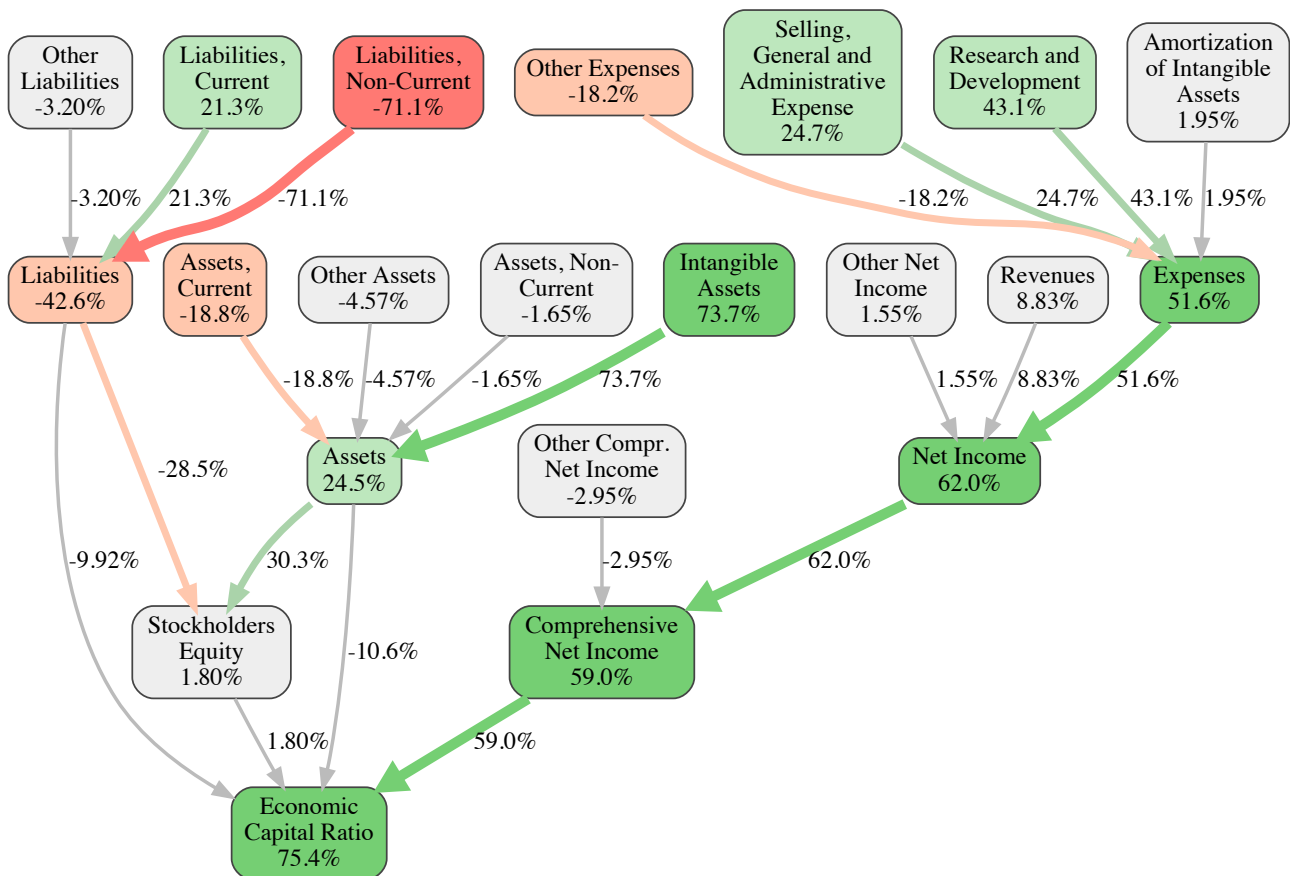 Other
Liabilities
-3.20%
Liabilities,
Current
21.3%
Liabilities,
Non-Current
-71.1%
Other Expenses
-18.2%
Selling,
General and
Administrative
Expense
24.7%
Research and
Development
43.1%
Amortization
of Intangible
Assets
1.95%
-3.20%
21.3%
-71.1%
-18.2%
24.7%
43.1%
1.95%
Liabilities
-42.6%
Assets,
Current
-18.8%
Other Assets
-4.57%
Assets, Non-
Current
-1.65%
Intangible
Assets
73.7%
Other Net
Income
1.55%
Revenues
8.83%
Expenses
51.6%
-18.8%
-4.57%
-1.65%
73.7%
1.55%
8.83%
51.6%
-28.5%
Assets
24.5%
Other Compr.
Net Income
-2.95%
Net Income
62.0%
-9.92%
30.3%
-10.6%
-2.95%
62.0%
Stockholders
Equity
1.80%
Comprehensive
Net Income
59.0%
1.80%
59.0%
Economic
Capital Ratio
75.4%